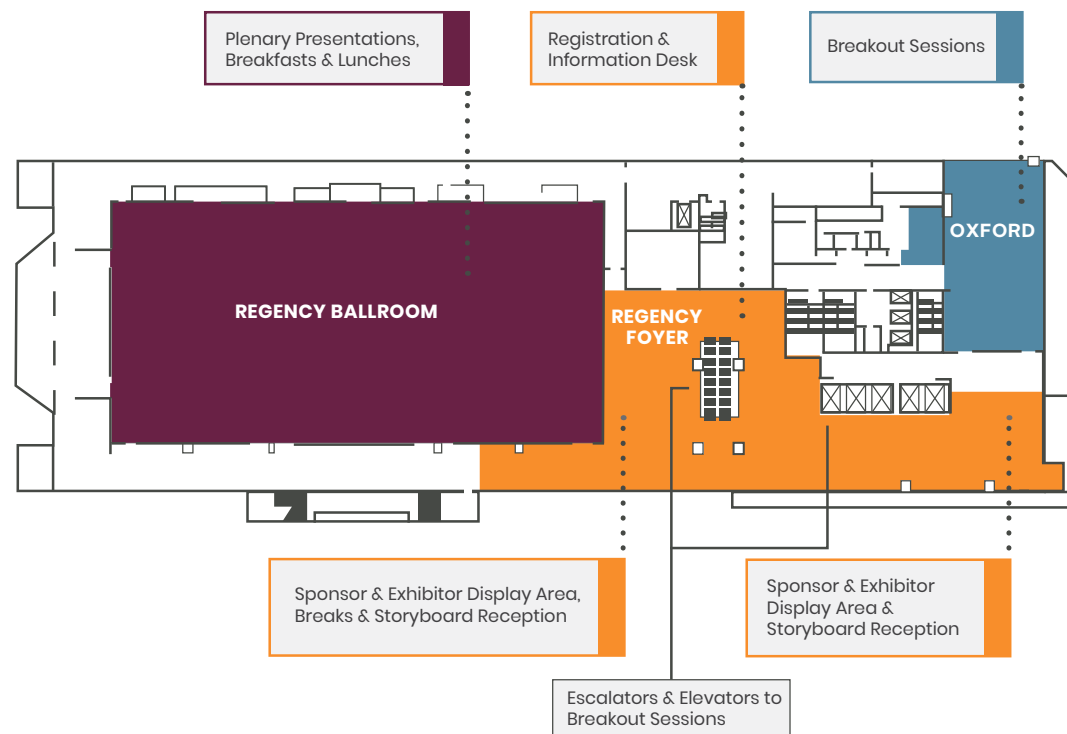 Plenary Presentations,
Breakfasts & Lunches
Registration &
Information Desk
Breakout Sessions
OXFORD
REGENCY BALLROOM
REGENCY
FOYER
Sponsor & Exhibitor Display Area,
Breaks & Storyboard Reception
Sponsor & Exhibitor
Display Area &
Storyboard Reception
Escalators & Elevators to
Breakout Sessions